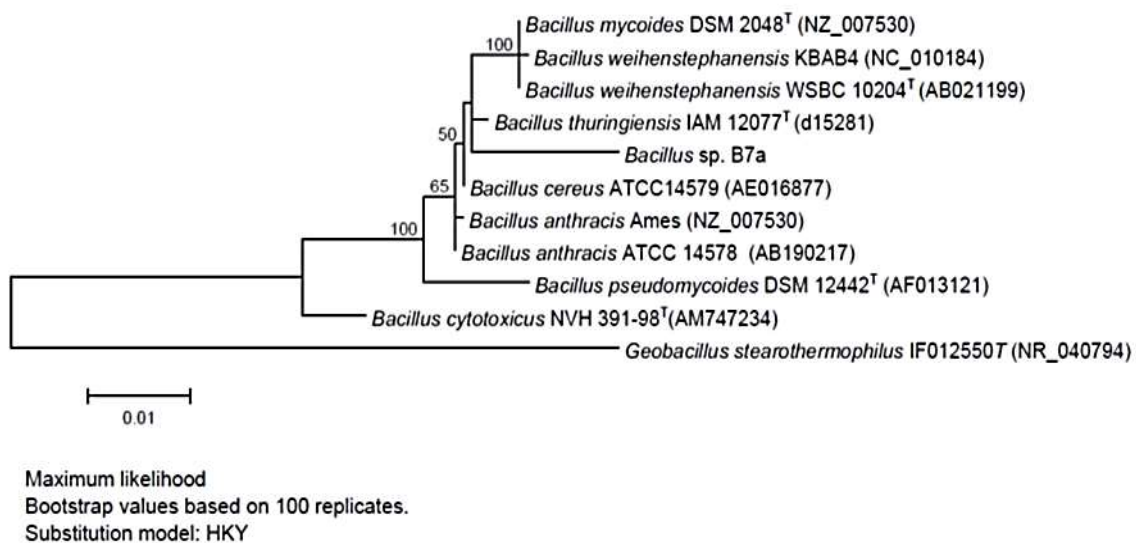 Bacillus mycoides DSM 2048ᵀ (NZ_007530)
100
Bacillus weihenstephanensis KBAB4 (NC_010184)
Bacillus weihenstephanensis WSBC 10204ᵀ (AB021199)
Bacillus thuringiensis IAM 12077ᵀ (d15281)
50
Bacillus sp. B7a
65
Bacillus cereus ATCC14579 (AE016877)
Bacillus anthracis Ames (NZ_007530)
100
Bacillus anthracis ATCC 14578 (AB190217)
Bacillus pseudomycoides DSM 12442ᵀ (AF013121)
Bacillus cytotoxicus NVH 391-98ᵀ(AM747234)
Geobacillus stearothermophilus IF012550T (NR_040794)
0.01
Maximum likelihood
Bootstrap values based on 100 replicates.
Substitution model: HKY